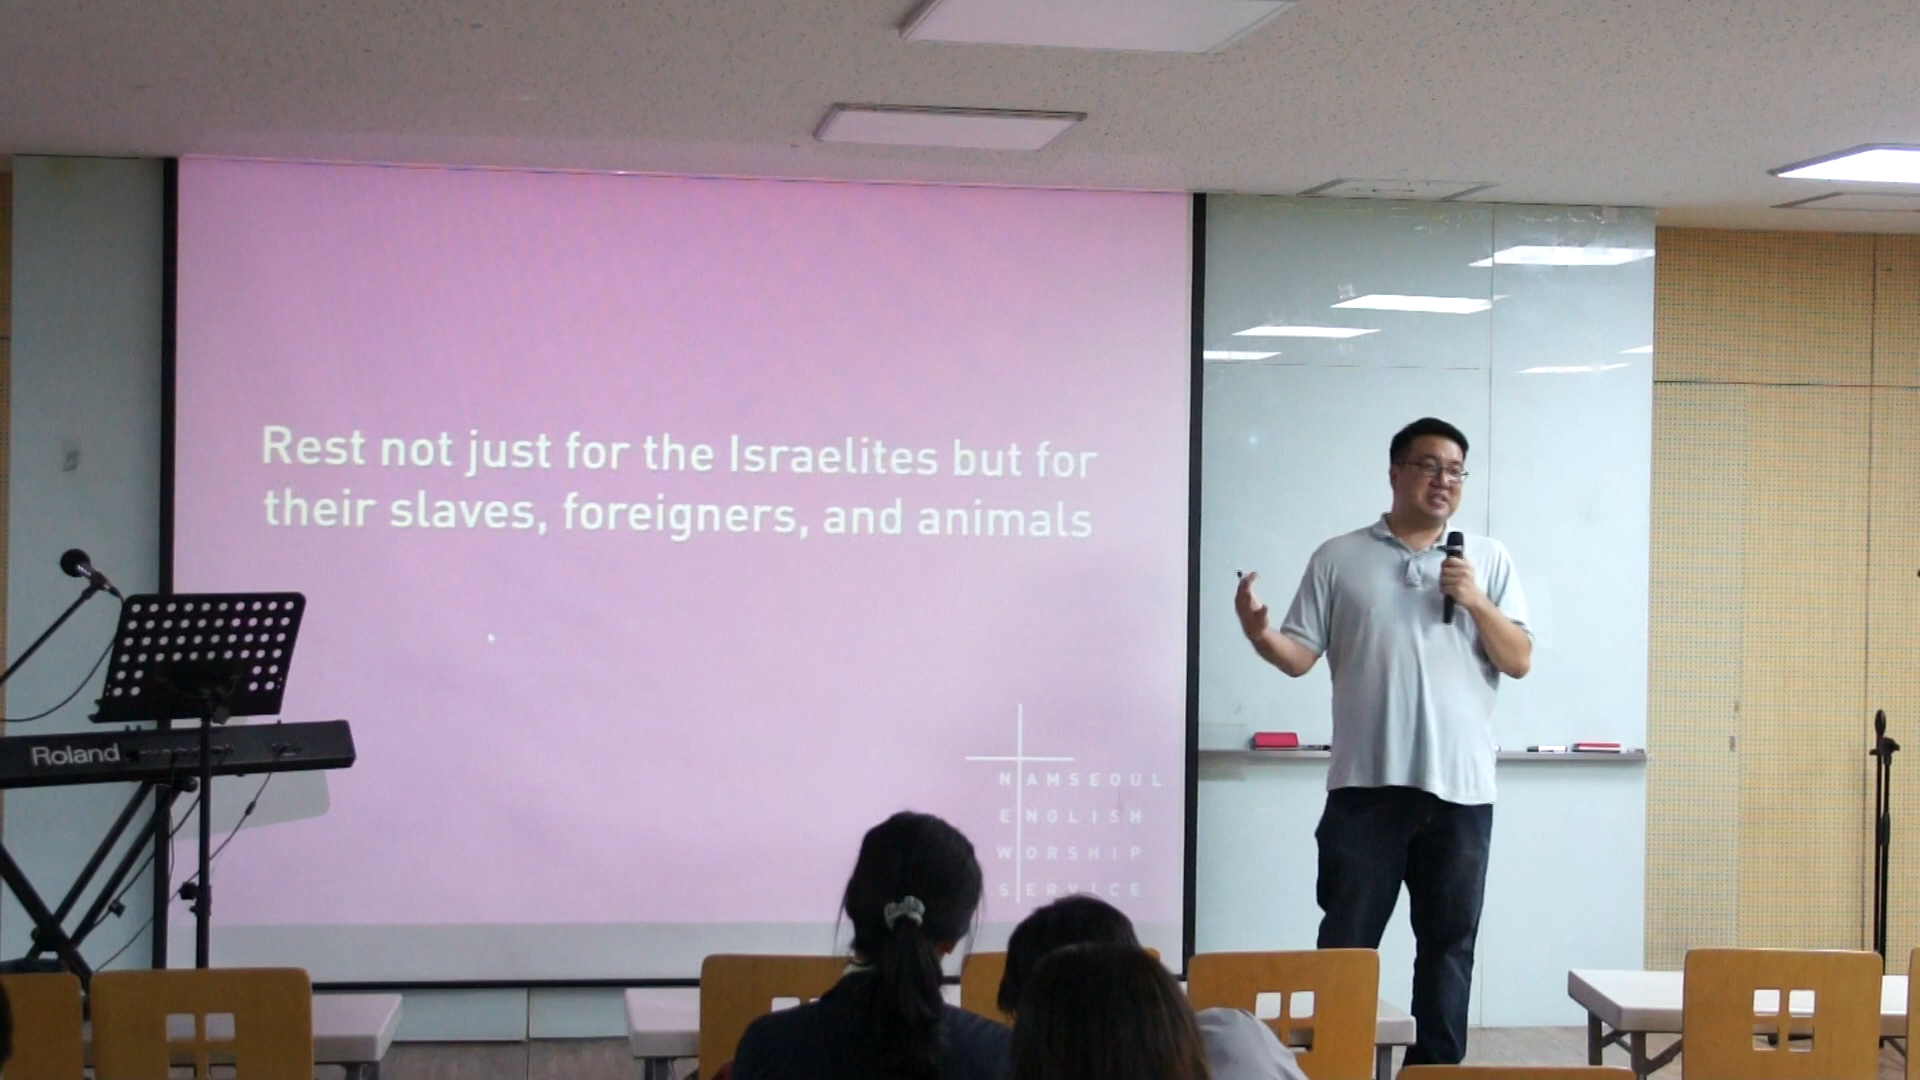 Rest not just for the Israelites but for
their slaves, foreigners, and animals
Roland
NAMSEOUL
ENGLISH
WORSHIP
SERVICE